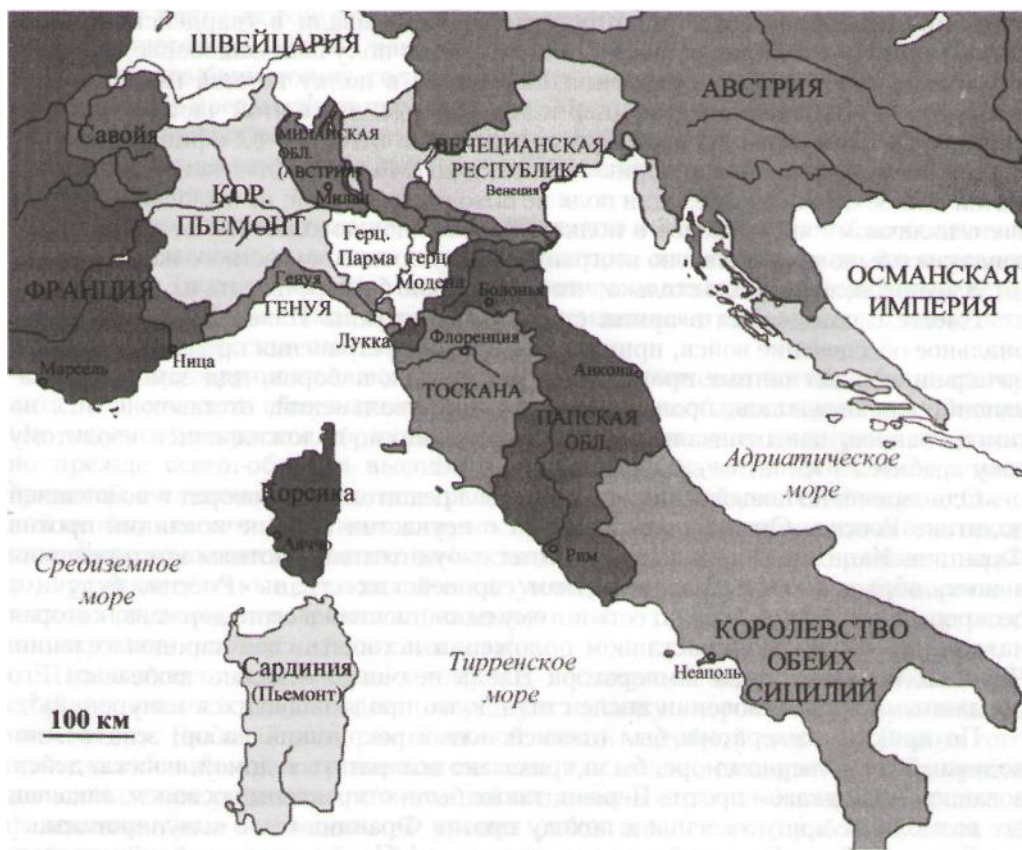 ШВЕЙЦАРИЯ
АВСТРИЯ
Савойя
МИЛАНСКАЯ
ОБЛ.
(АВСТРИЯ)
Милан
ВЕНЕЦИАНСКАЯ
РЕСПУБЛИКА
Венеция
КОР.
ПЬЕМОНТ
Герц.
Парма
герц.
Модена
Генуя
ГЕНУЯ
Болонья
ФРАНЦИЯ
ОСМАНСКАЯ
ИМПЕРИЯ
Ница
Марсель
Лукка
Флоренция
Анкона
ТОСКАНА
ПАПСКАЯ
ОБЛ.
Адриатическое
море
Корсика
Рим
Средиземное
море
Сардиния
(Пьемонт)
Тирренское
море
100 км
КОРОЛЕВСТВО
ОБЕИХ
СИЦИЛИЙ
Неаполь